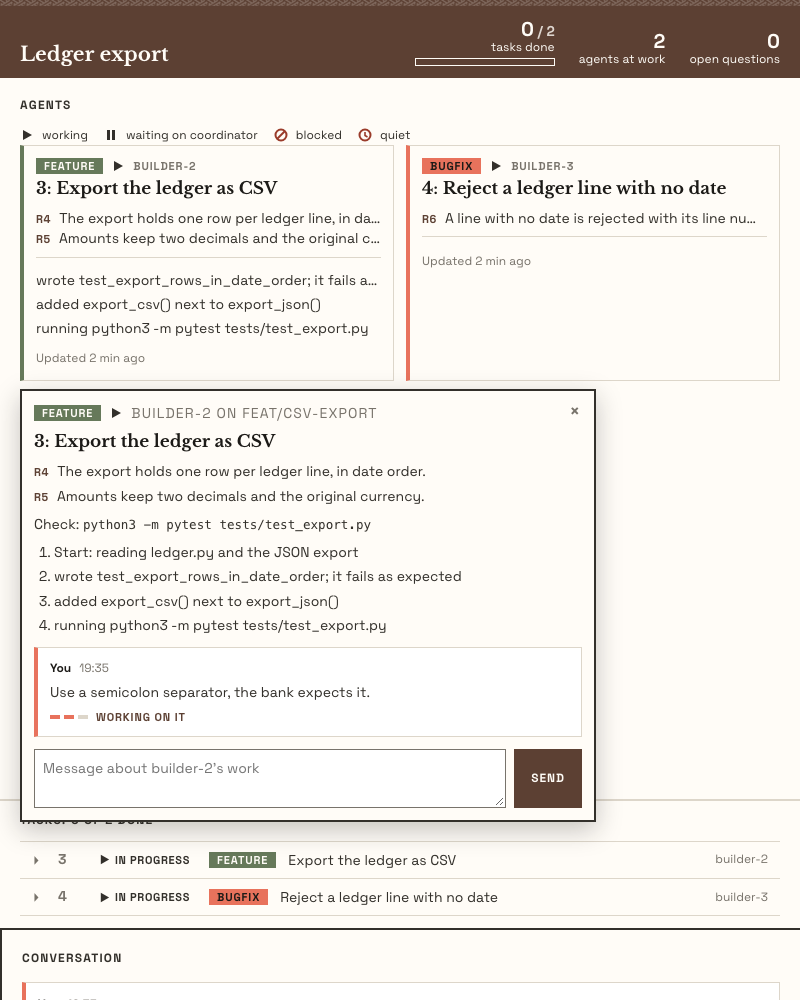 Ledger export
0 / 2
tasks done
2
agents at work
0
open questions
AGENTS
working
waiting on coordinator
blocked
quiet
FEATURE BUILDER-2
3: Export the ledger as CSV
R4 The export holds one row per ledger line, in da...
R5 Amounts keep two decimals and the original c...
wrote test_export_rows_in_date_order; it fails a...
added export_csv() next to export_json()
running python3 -m pytest tests/test_export.py
Updated 2 min ago
BUGFIX BUILDER-3
4: Reject a ledger line with no date
R6 A line with no date is rejected with its line nu...
Updated 2 min ago
FEATURE BUILDER-2 ON FEAT/CSV-EXPORT ×
3: Export the ledger as CSV
R4 The export holds one row per ledger line, in date order.
R5 Amounts keep two decimals and the original currency.
Check: python3 -m pytest tests/test_export.py
1. Start: reading ledger.py and the JSON export
2. wrote test_export_rows_in_date_order; it fails as expected
3. added export_csv() next to export_json()
4. running python3 -m pytest tests/test_export.py
You 19:35
Use a semicolon separator, the bank expects it.
WORKING ON IT
Message about builder-2's work
SEND
3 IN PROGRESS FEATURE Export the ledger as CSV builder-2
4 IN PROGRESS BUGFIX Reject a ledger line with no date builder-3
CONVERSATION